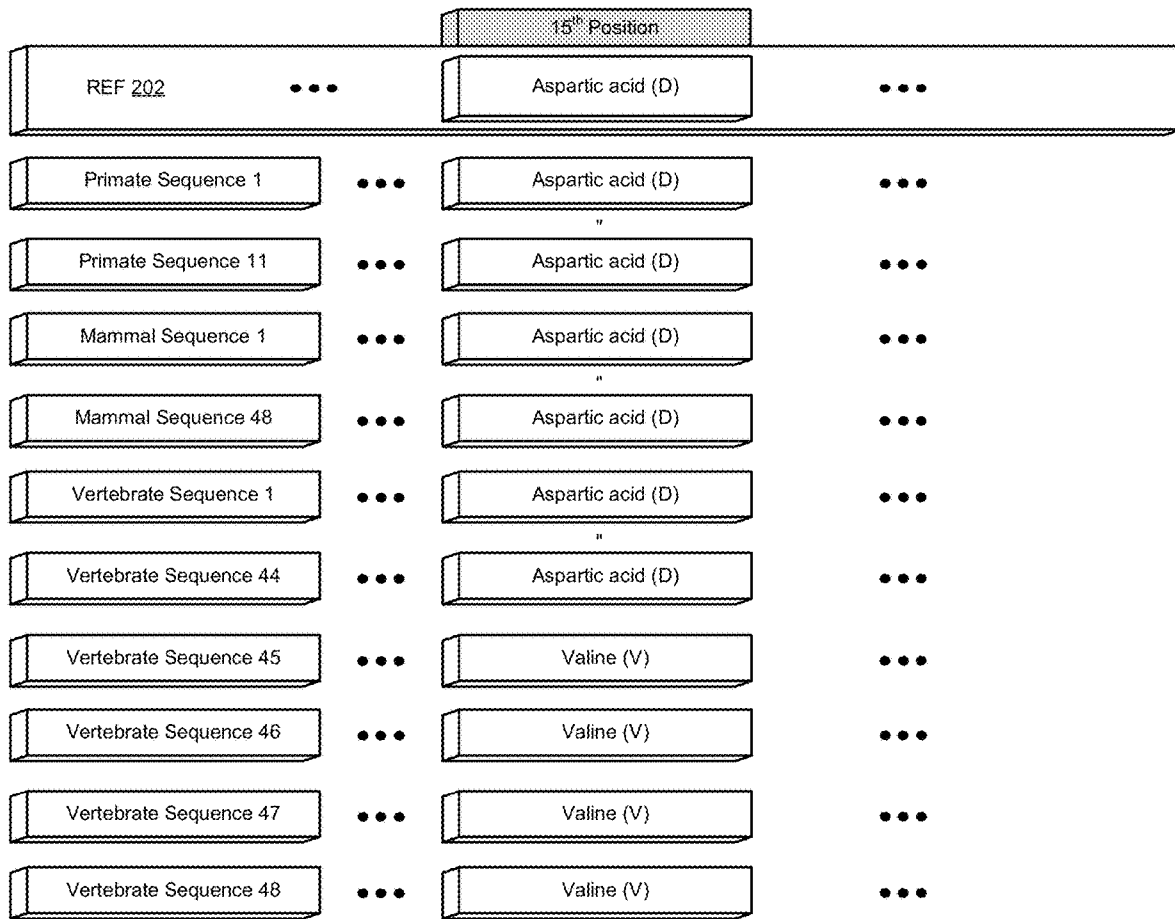 15th Position
REF 202 ••• Aspartic acid (D) •••
Primate Sequence 1 ••• Aspartic acid (D) •••
"
Primate Sequence 11 ••• Aspartic acid (D) •••
Mammal Sequence 1 ••• Aspartic acid (D) •••
"
Mammal Sequence 48 ••• Aspartic acid (D) •••
Vertebrate Sequence 1 ••• Aspartic acid (D) •••
"
Vertebrate Sequence 44 ••• Aspartic acid (D) •••
Vertebrate Sequence 45 ••• Valine (V) •••
Vertebrate Sequence 46 ••• Valine (V) •••
Vertebrate Sequence 47 ••• Valine (V) •••
Vertebrate Sequence 48 ••• Valine (V) •••